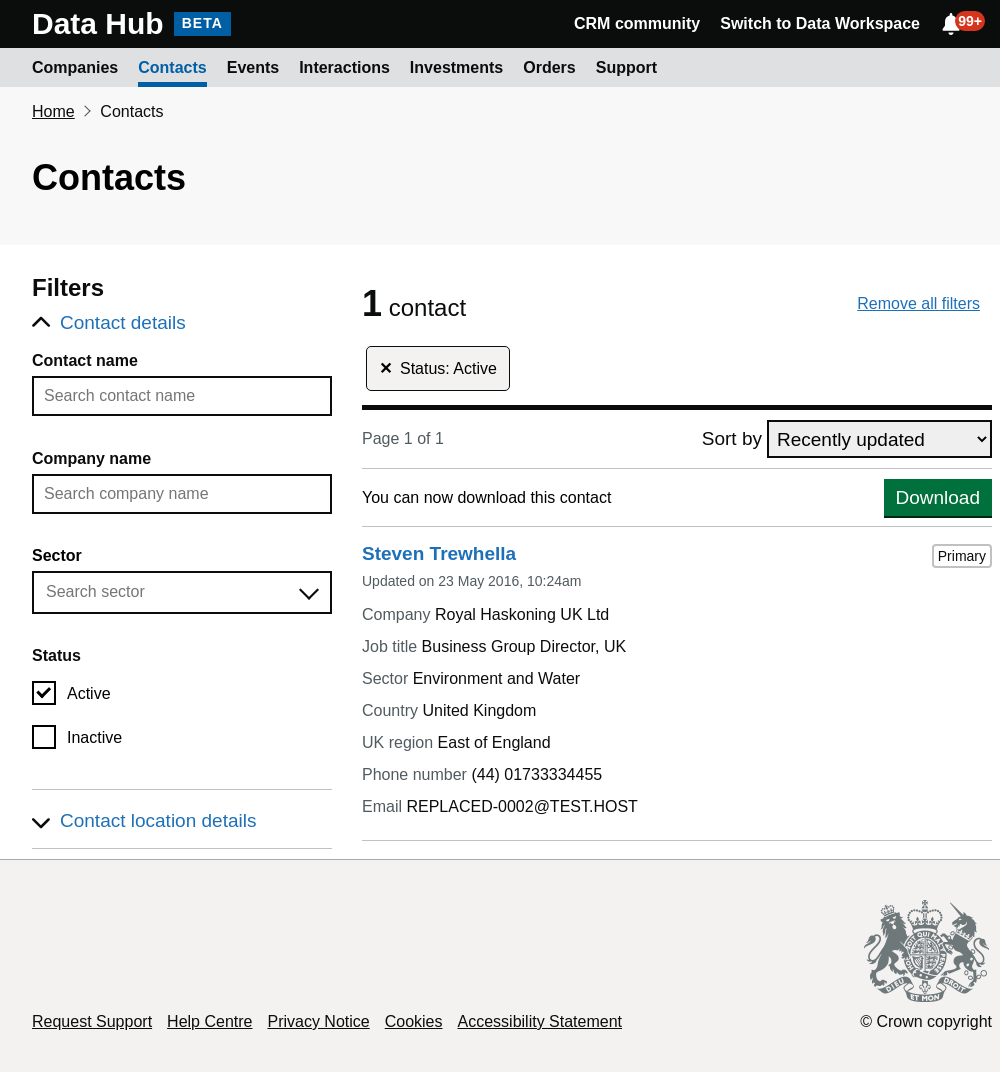 Data Hub BETA CRM community Switch to Data Workspace 99+
Companies Contacts Events Interactions Investments Orders Support
Home Contacts
Contacts
Filters
Contact details
Contact name
Search contact name
Company name
Search company name
Sector
Search sector
Status
Active
Inactive
Contact location details
1 contact Remove all filters
✕ Status: Active
Page 1 of 1 Sort by Recently updated
You can now download this contact Download
Steven Trewhella Primary
Updated on 23 May 2016, 10:24am
Company Royal Haskoning UK Ltd
Job title Business Group Director, UK
Sector Environment and Water
Country United Kingdom
UK region East of England
Phone number (44) 01733334455
Email REPLACED-0002@TEST.HOST
DIEU ET MON DROIT
Request Support Help Centre Privacy Notice Cookies Accessibility Statement © Crown copyright